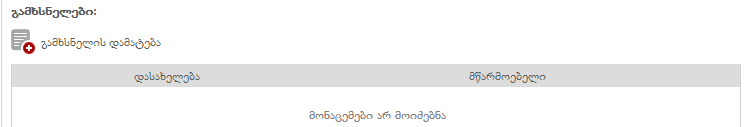 გამხსნელები:
გამხსნელის დამატება
დასახელება მწარმოებელი
მონაცემები არ მოიძებნა